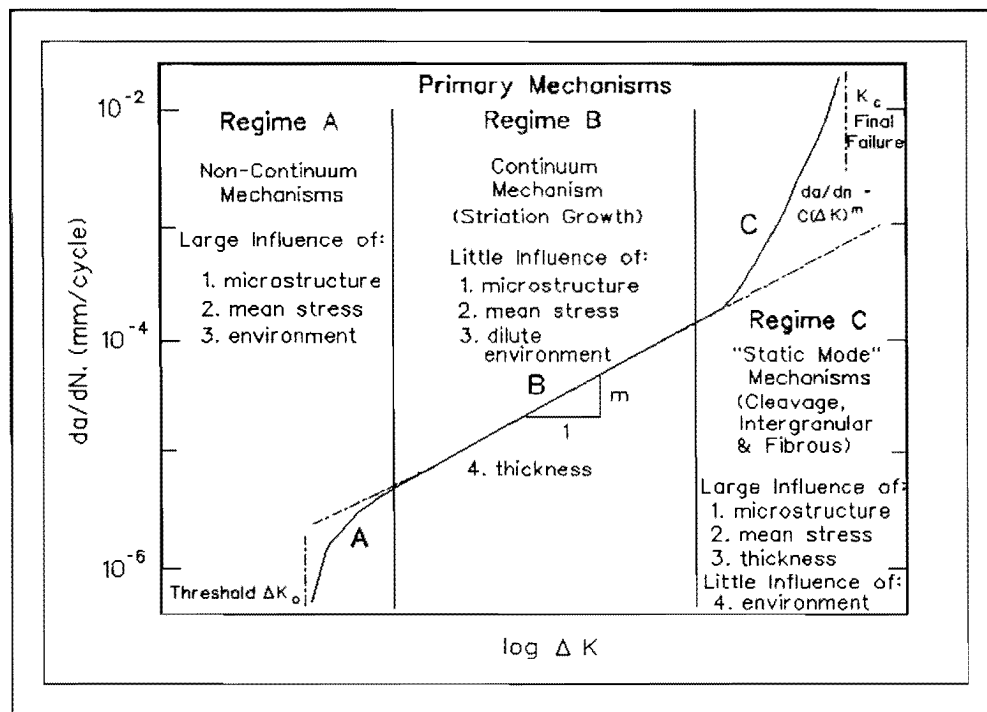 Primary Mechanisms
Regime A
Non-Continuum
Mechanisms
Large Influence of:
1. microstructure
2. mean stress
3. environment
Regime B
Continuum
Mechanism
(Striation Growth)
Little Influence of:
1. microstructure
2. mean stress
3. dilute
environment
4. thickness
K c
Final
Failure
da/dn -
C(ΔK)m
Regime C
"Static Mode"
Mechanisms
(Cleavage,
Intergranular
& Fibrous)
Large Influence of:
1. microstructure
2. mean stress
3. thickness
Little Influence of:
4. environment
A
B
C
m
1
Threshold ΔKo
10-2
10-4
10-6
da/dN, (mm/cycle)
log Δ K